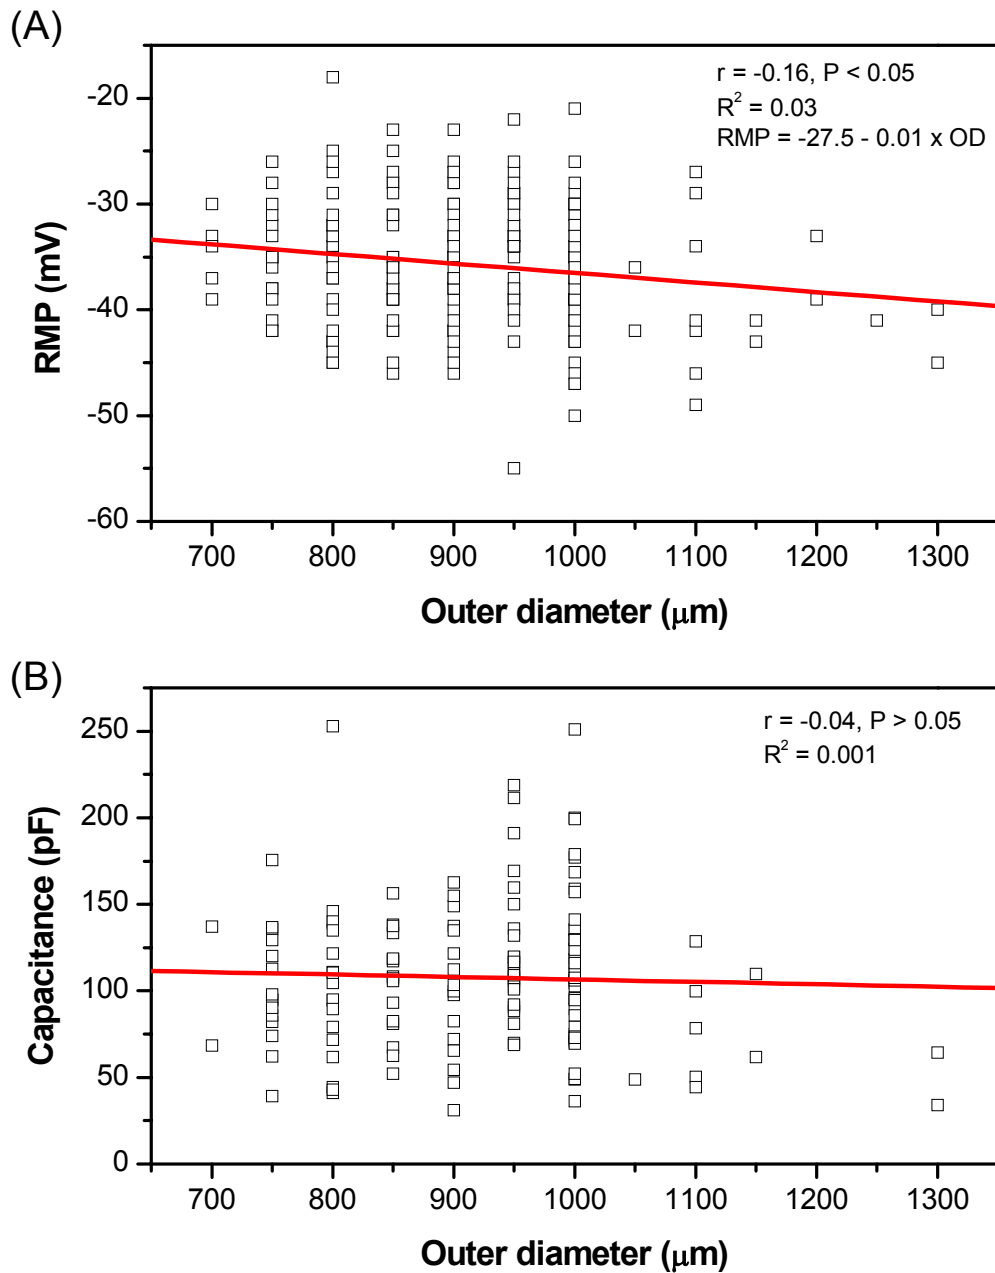 (A)
r = -0.16, P < 0.05
R² = 0.03
RMP = -27.5 - 0.01 x OD
-20
-30
-40
-50
-60
RMP (mV)
700 800 900 1000 1100 1200 1300
Outer diameter (μm)
(B)
r = -0.04, P > 0.05
R² = 0.001
250
200
150
100
50
0
Capacitance (pF)
700 800 900 1000 1100 1200 1300
Outer diameter (μm)